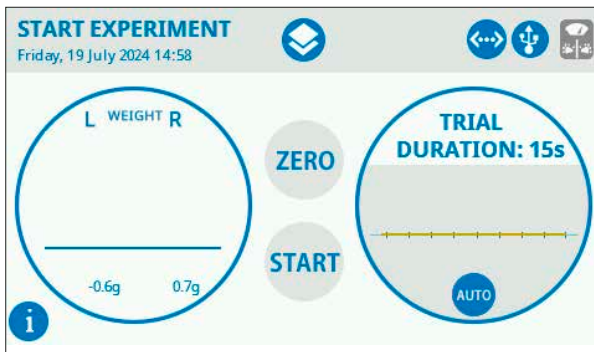 START EXPERIMENT
Friday, 19 July 2024 14:58
L WEIGHT R
-0.6g 0.7g
i
ZERO
START
TRIAL
DURATION: 15s
AUTO